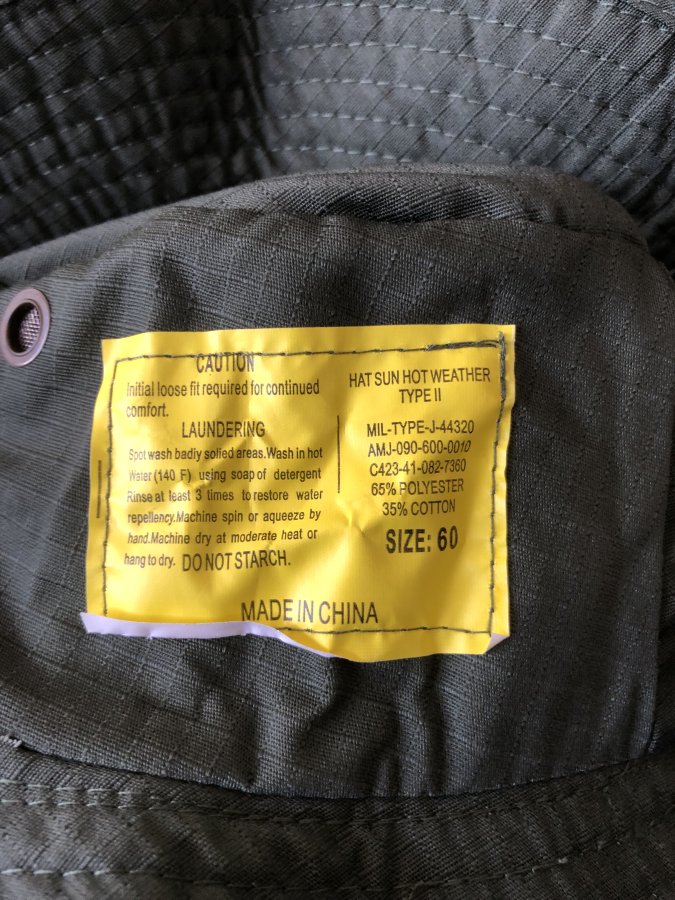 CAUTION
Initial loose fit required for continued
comfort.
LAUNDERING
Spot wash badiy solied areas.Wash in hot
Water (140 F) using soap of detergent
Rinse at least 3 times to restore water
repellency.Machine spin or aqueeze by
hand.Machine dry at moderate heat or
hang to dry. DO NOT STARCH.
HAT SUN HOT WEATHER
TYPE II
MIL-TYPE-J-44320
AMJ-090-600-0010
C423-41-082-7360
65% POLYESTER
35% COTTON
SIZE: 60
MADE IN CHINA